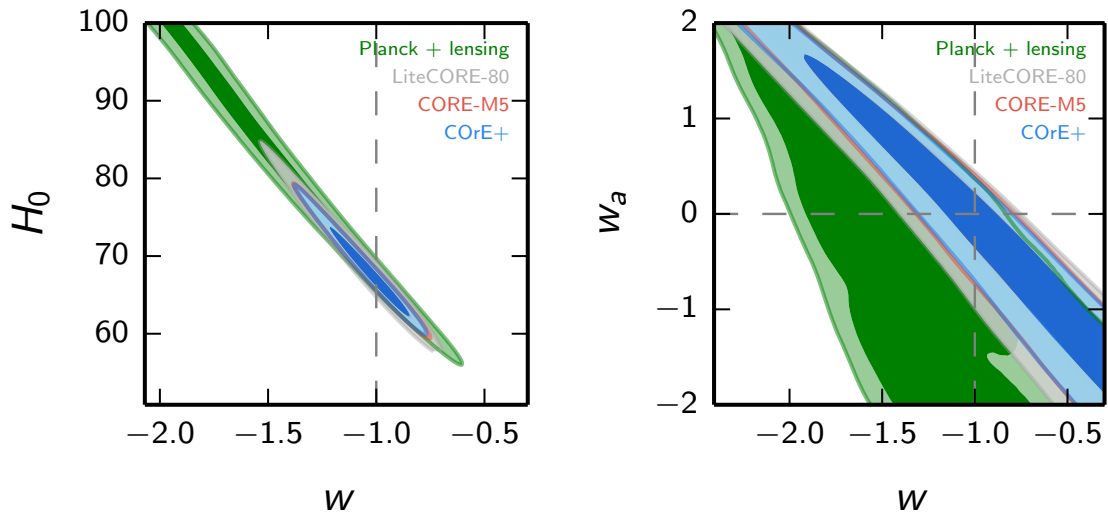 100
90
80
70
60
H₀
−2.0
−1.5
−1.0
−0.5
w
Planck + lensing
LiteCORE-80
CORE-M5
COrE+
2
1
0
−1
−2
wₐ
−2.0
−1.5
−1.0
−0.5
w
Planck + lensing
LiteCORE-80
CORE-M5
COrE+